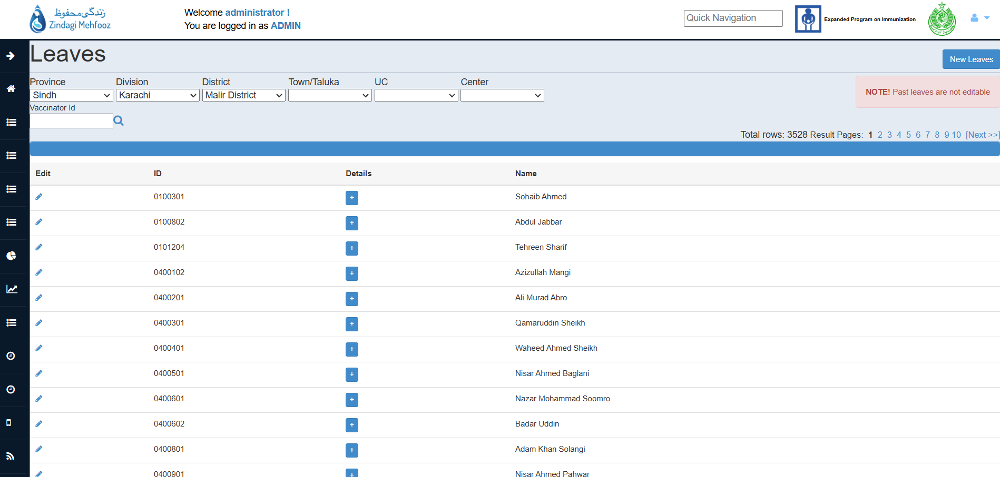 زندگی محفوظ
Zindagi Mehfooz
Welcome administrator !
You are logged in as ADMIN
Quick Navigation
Expanded Program on Immunization
Leaves
New Leaves
Province Division District Town/Taluka UC Center
Sindh Karachi Malir District
NOTE! Past leaves are not editable
Vaccinator Id
Total rows: 3528 Result Pages: 1 2 3 4 5 6 7 8 9 10 [Next >>]
Edit ID Details Name
0100301 + Sohaib Ahmed
0100802 + Abdul Jabbar
0101204 + Tehreen Sharif
0400102 + Azizullah Mangi
0400201 + Ali Murad Abro
0400301 + Qamaruddin Sheikh
0400401 + Waheed Ahmed Sheikh
0400501 + Nisar Ahmed Baglani
0400601 + Nazar Mohammad Soomro
0400602 + Badar Uddin
0400801 + Adam Khan Solangi
0400901 + Nisar Ahmed Pahwar